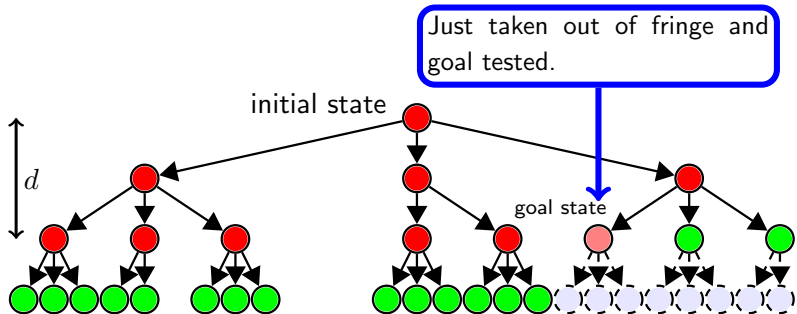 Just taken out of fringe and
goal tested.
initial state
d
goal state